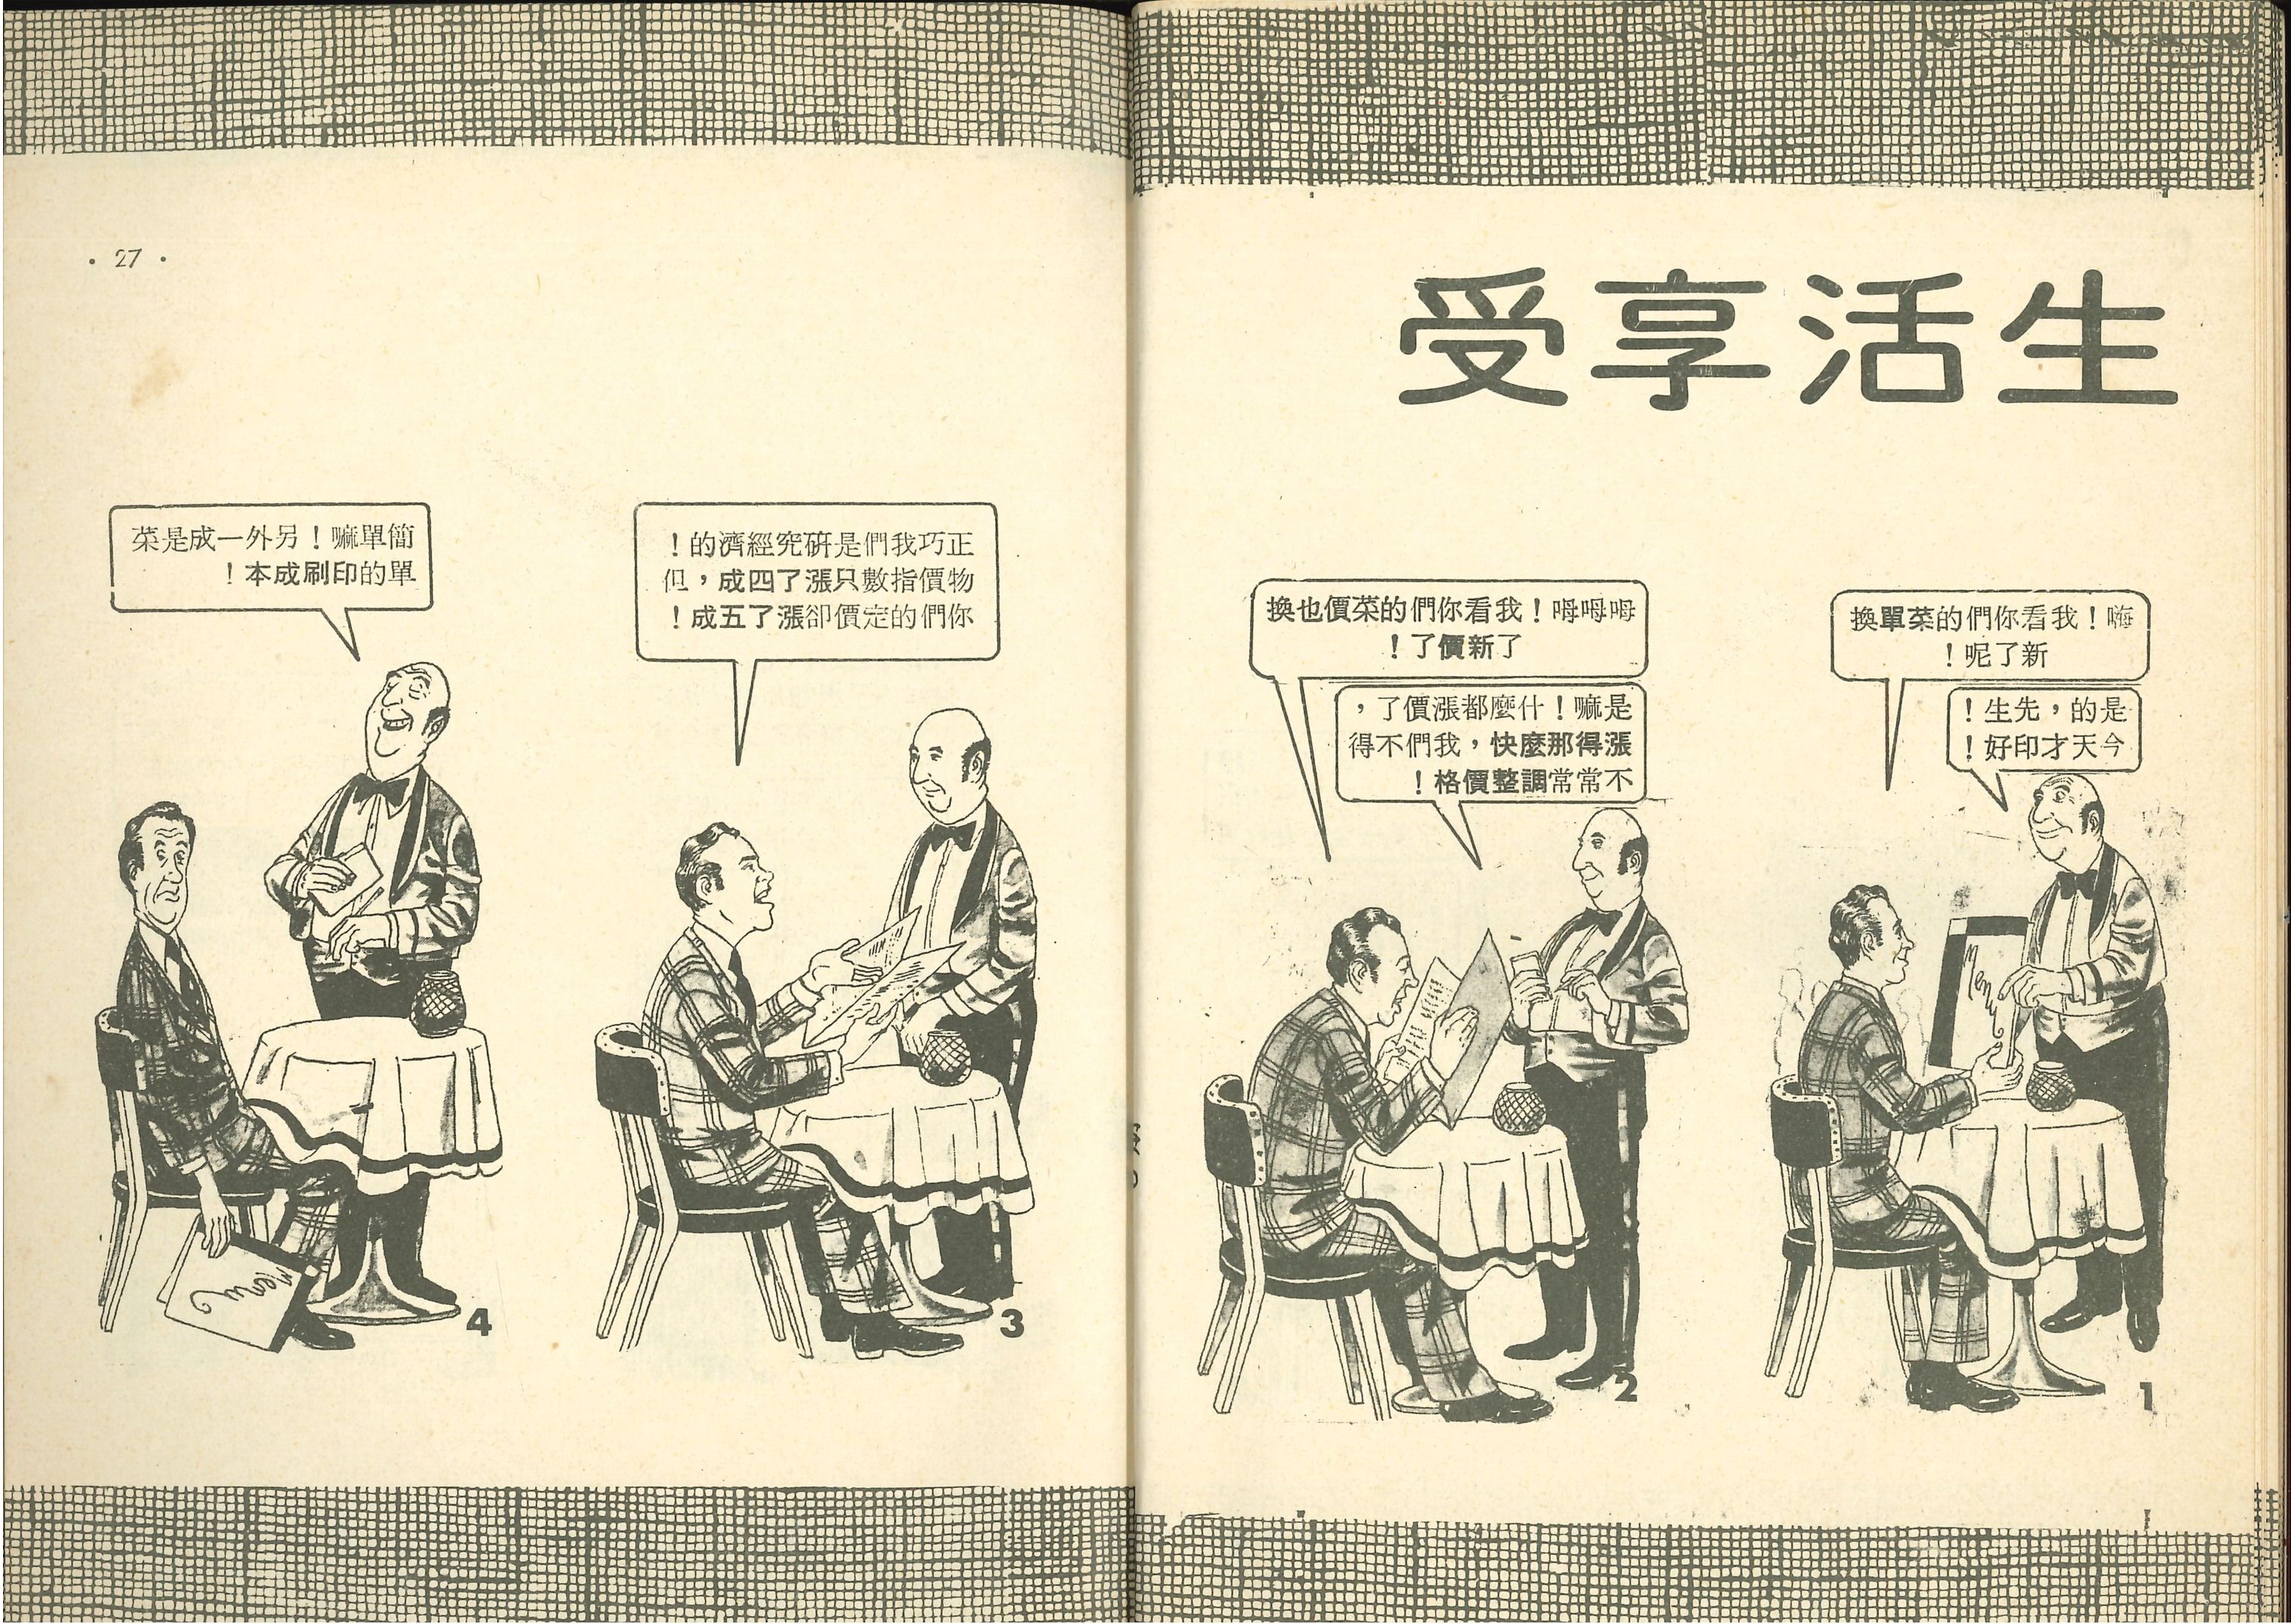 生活享受
嗨！我看你們的菜單換
新了呢！
是的，先生！
今天才印好！
menu
1
呣呣呣！我看你們的菜價也換
了新價了！
是嘛！什麼都漲價了，
漲得那麼快，我們不得
不常常調整價格！
2
· 27 ·
正巧我們是研究經濟的！
物價指數只漲了四成，但
你們的定價卻漲了五成！
3
簡單嘛！另外一成是菜
單的印刷成本！
menu
4